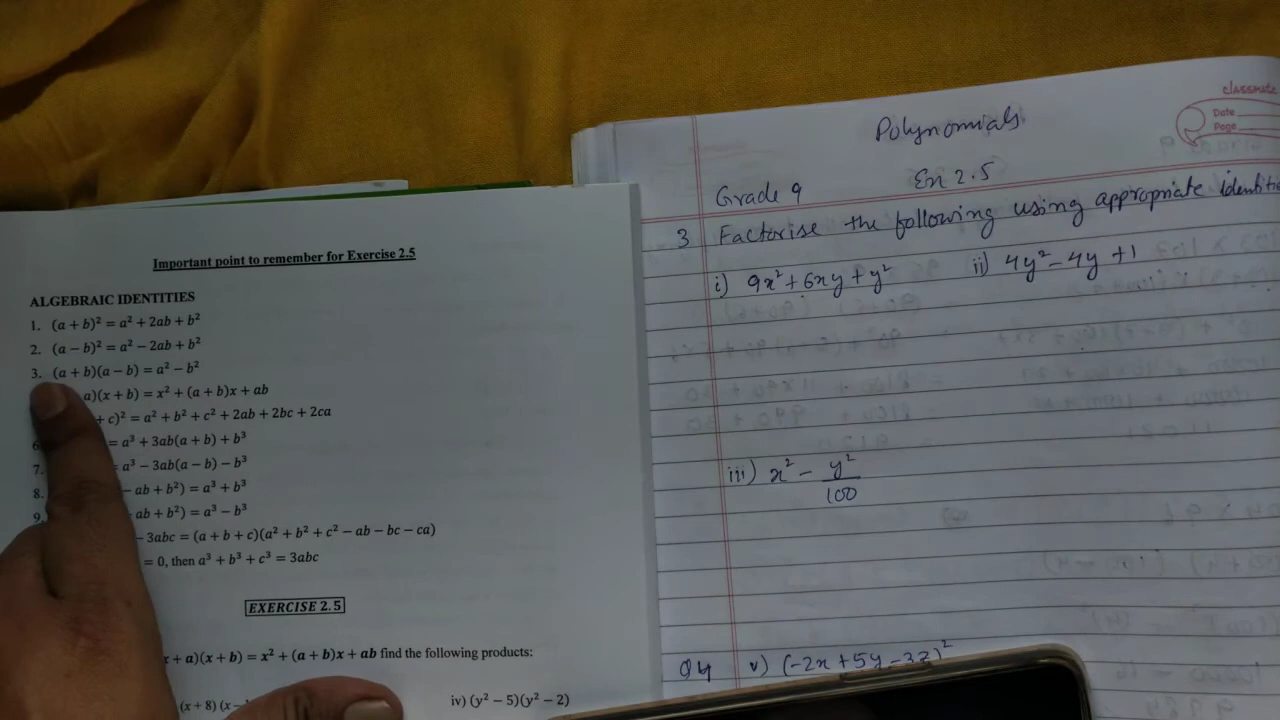 Important point to remember for Exercise 2.5
ALGEBRAIC IDENTITIES
1. (a + b)² = a² + 2ab + b²
2. (a − b)² = a² − 2ab + b²
3. (a + b)(a − b) = a² − b²
a)(x + b) = x² + (a + b)x + ab
+ c)² = a² + b² + c² + 2ab + 2bc + 2ca
= a³ + 3ab(a + b) + b³
7. = a³ − 3ab(a − b) − b³
8. − ab + b²) = a³ + b³
9. ab + b²) = a³ − b³
− 3abc = (a + b + c)(a² + b² + c² − ab − bc − ca)
= 0, then a³ + b³ + c³ = 3abc
EXERCISE 2.5
x + a)(x + b) = x² + (a + b)x + ab find the following products:
(x + 8) (x − iv) (y² − 5)(y² − 2)
classmate
Date
Page
Polynomials
Grade 9 Ex 2.5
3 Factorise the following using appropriate identitie
i) 9x² + 6xy + y² ii) 4y² − 4y + 1
iii) x² − y²/100
Q4 v) (−2x + 5y − 3z)²